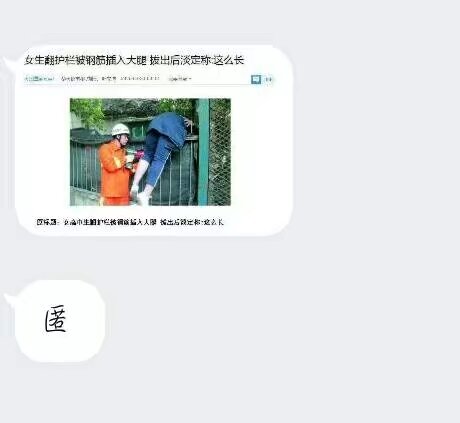 女生翻护栏被钢筋插入大腿 拔出后淡定称:这么长
原标题：女高中生翻护栏被钢筋插入大腿 拔出后淡定称:这么长
匿